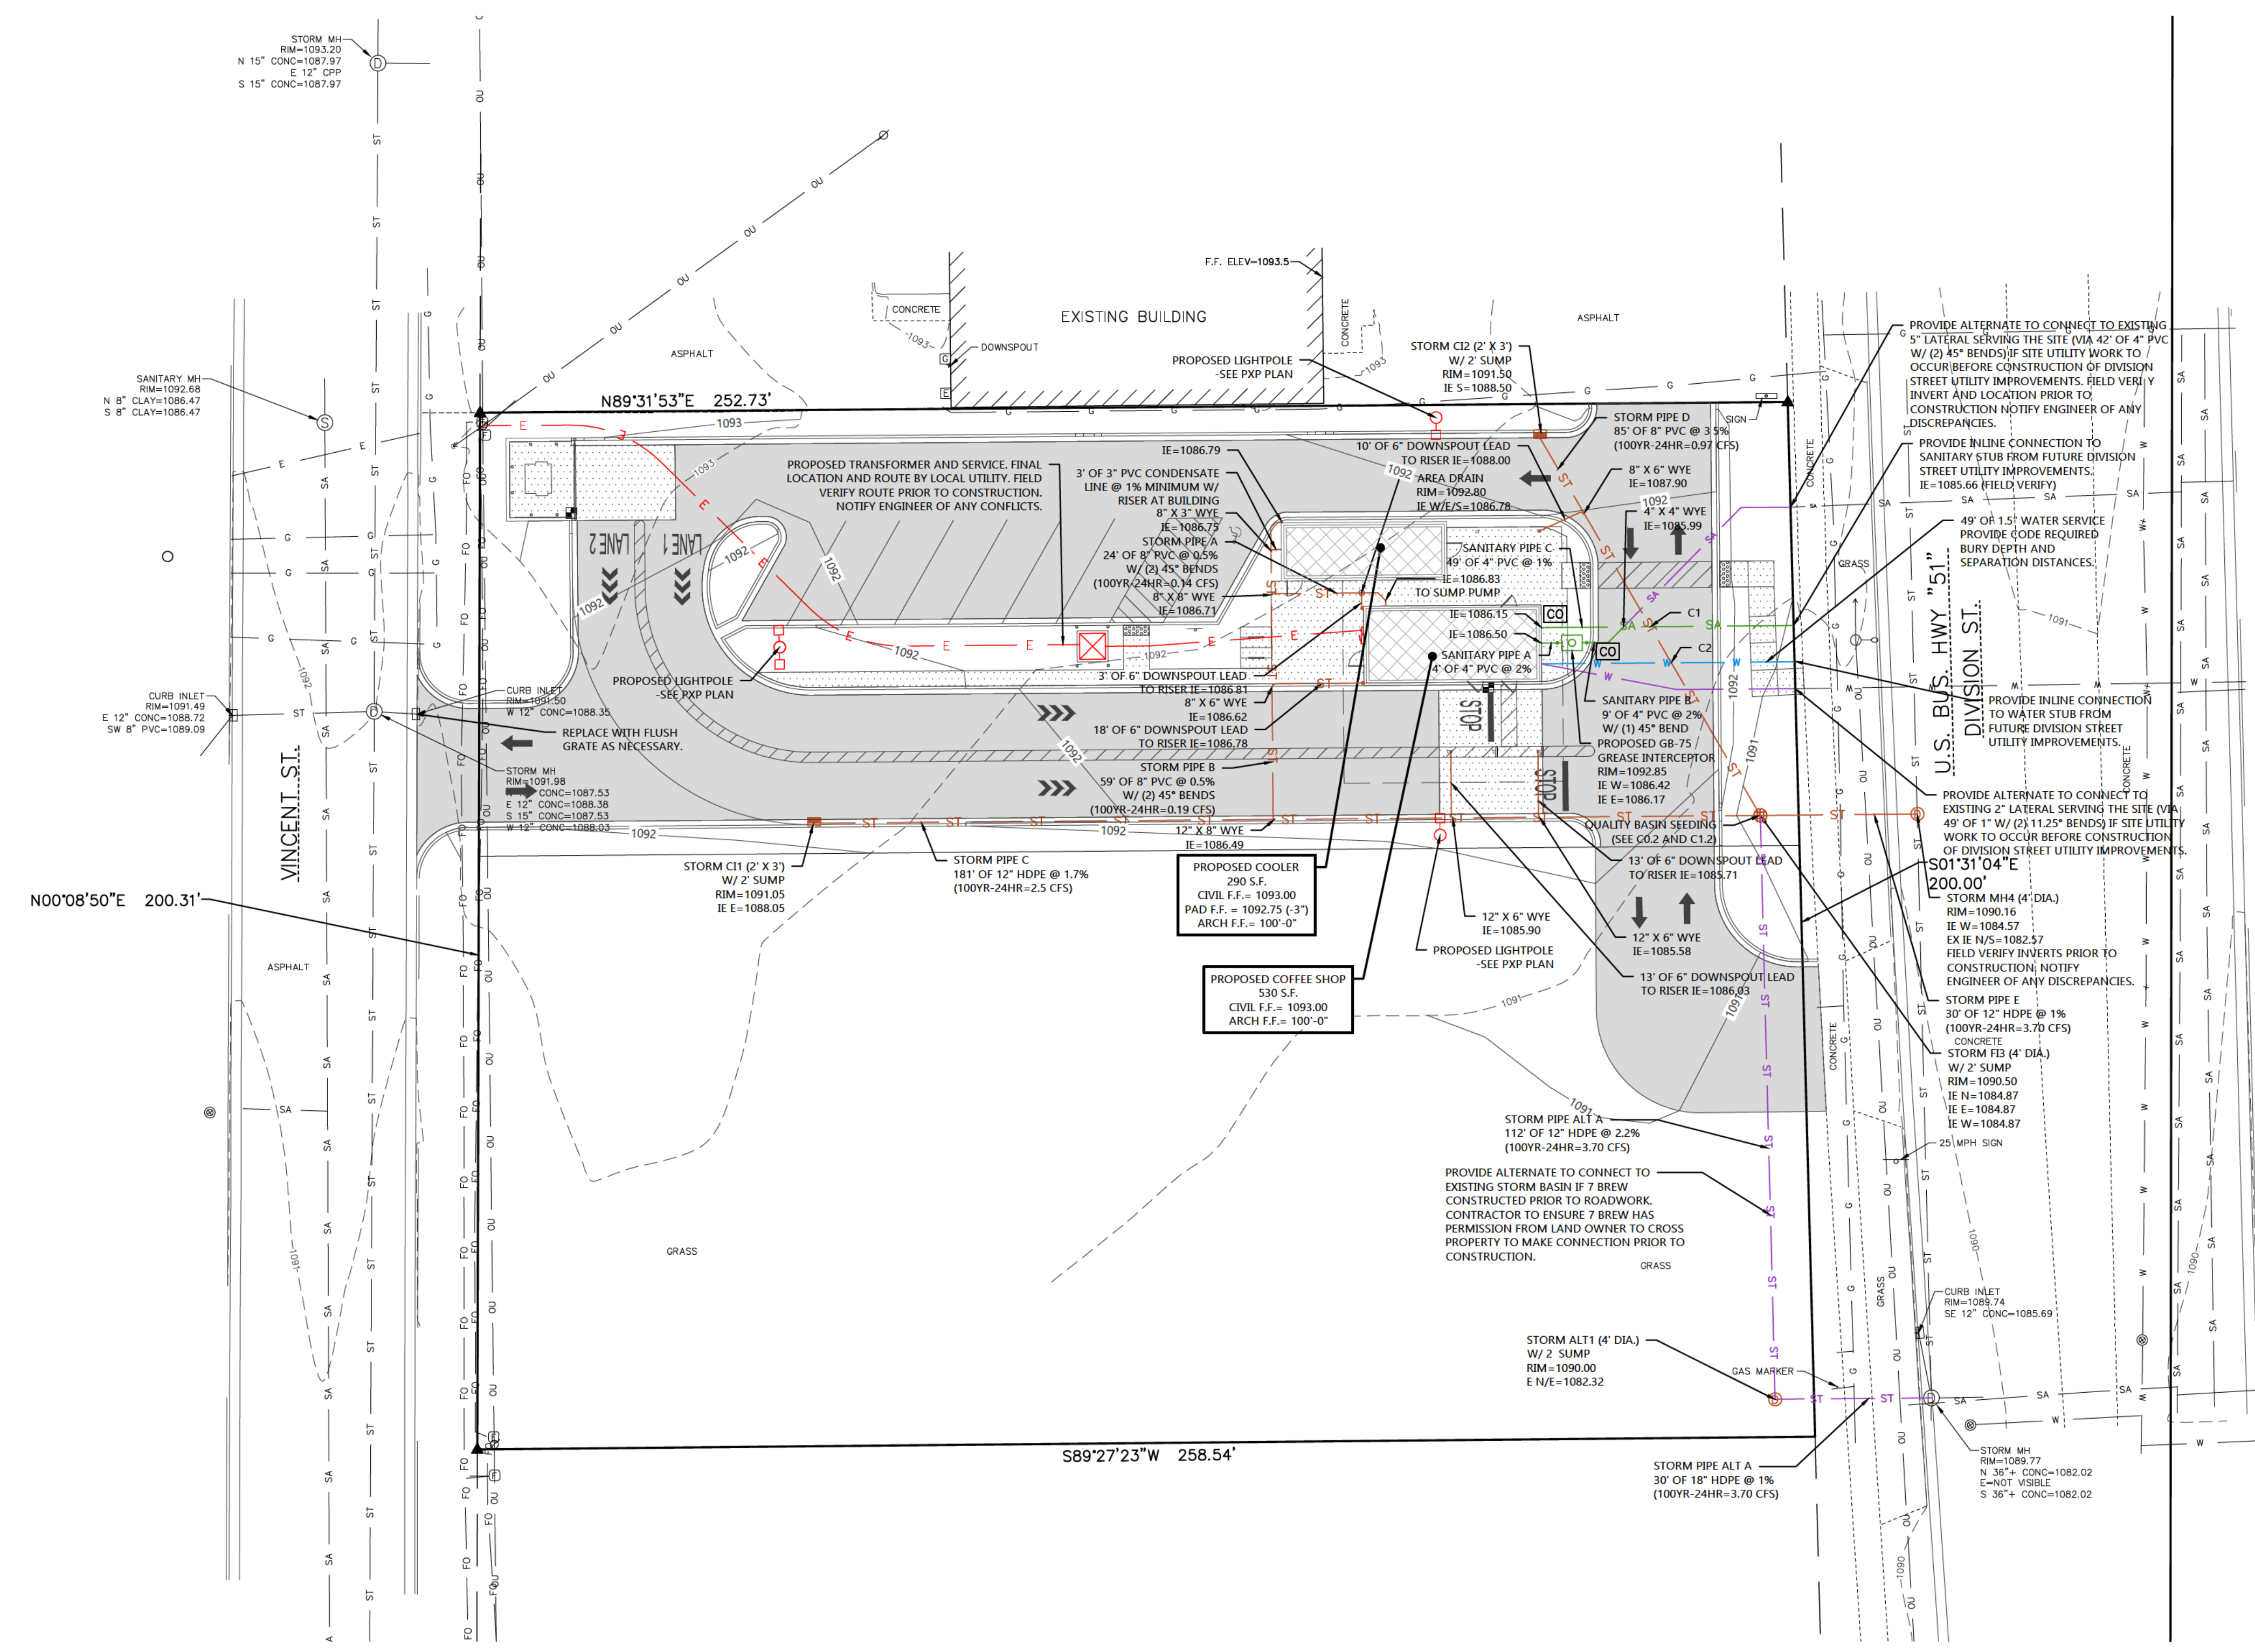 STORM MH
RIM=1093.20
N 15" CONC=1087.97
E 12" CPP
S 15" CONC=1087.97
SANITARY MH
RIM=1092.68
N 8" CLAY=1086.47
S 8" CLAY=1086.47
CURB INLET
RIM=1091.49
E 12" CONC=1088.72
SW 8" PVC=1089.09
VINCENT ST.
N00°08'50"E 200.31'
ASPHALT
N89°31'53"E 252.73'
ASPHALT
CONCRETE
DOWNSPOUT
EXISTING BUILDING
F.F. ELEV=1093.5
CONCRETE
ASPHALT
PROPOSED LIGHTPOLE
-SEE PXP PLAN
STORM CI2 (2' X 3')
W/ 2' SUMP
RIM=1091.50
IE S=1088.50
STORM PIPE D
85' OF 8" PVC @ 3.5%
(100YR-24HR=0.97 CFS)
SIGN
10' OF 6" DOWNSPOUT LEAD
TO RISER IE=1088.00
AREA DRAIN
RIM=1092.80
IE W/E/S=1086.78
8" X 6" WYE
IE=1087.90
4" X 4" WYE
IE=1085.99
PROPOSED TRANSFORMER AND SERVICE. FINAL
LOCATION AND ROUTE BY LOCAL UTILITY. FIELD
VERIFY ROUTE PRIOR TO CONSTRUCTION.
NOTIFY ENGINEER OF ANY CONFLICTS.
IE=1086.79
3' OF 3" PVC CONDENSATE
LINE @ 1% MINIMUM W/
RISER AT BUILDING
8" X 3" WYE
IE=1086.75
STORM PIPE A
24' OF 8" PVC @ 0.5%
W/ (2) 45° BENDS
(100YR-24HR=0.14 CFS)
8" X 8" WYE
IE=1086.71
SANITARY PIPE C
49' OF 4" PVC @ 1%
IE=1086.83
TO SUMP PUMP
IE=1086.15
IE=1086.50
SANITARY PIPE A
4' OF 4" PVC @ 2%
CO
CO
C1
C2
LANE 2
LANE 1
PROPOSED LIGHTPOLE
-SEE PXP PLAN
3' OF 6" DOWNSPOUT LEAD
TO RISER IE=1086.81
8" X 6" WYE
IE=1086.62
18' OF 6" DOWNSPOUT LEAD
TO RISER IE=1086.78
STORM PIPE B
59' OF 8" PVC @ 0.5%
W/ (2) 45° BENDS
(100YR-24HR=0.19 CFS)
12" X 8" WYE
IE=1086.49
SANITARY PIPE B
9' OF 4" PVC @ 2%
W/ (1) 45° BEND
PROPOSED GB-75
GREASE INTERCEPTOR
RIM=1092.85
IE W=1086.42
IE E=1086.17
STOP
STOP
QUALITY BASIN SEEDING
(SEE C0.2 AND C1.2)
CURB INLET
RIM=1091.50
W 12" CONC=1088.35
REPLACE WITH FLUSH
GRATE AS NECESSARY.
STORM MH
RIM=1091.98
CONC=1087.53
E 12" CONC=1088.38
S 15" CONC=1087.53
W 12" CONC=1088.03
STORM CI1 (2' X 3')
W/ 2' SUMP
RIM=1091.05
IE E=1088.05
STORM PIPE C
181' OF 12" HDPE @ 1.7%
(100YR-24HR=2.5 CFS)
PROPOSED COOLER
290 S.F.
CIVIL F.F.= 1093.00
PAD F.F. = 1092.75 (-3")
ARCH F.F.= 100'-0"
PROPOSED COFFEE SHOP
530 S.F.
CIVIL F.F.= 1093.00
ARCH F.F.= 100'-0"
12" X 6" WYE
IE=1085.90
PROPOSED LIGHTPOLE
-SEE PXP PLAN
13' OF 6" DOWNSPOUT LEAD
TO RISER IE=1085.71
12" X 6" WYE
IE=1085.58
13' OF 6" DOWNSPOUT LEAD
TO RISER IE=1086.03
STORM PIPE ALT A
112' OF 12" HDPE @ 2.2%
(100YR-24HR=3.70 CFS)
PROVIDE ALTERNATE TO CONNECT TO
EXISTING STORM BASIN IF 7 BREW
CONSTRUCTED PRIOR TO ROADWORK.
CONTRACTOR TO ENSURE 7 BREW HAS
PERMISSION FROM LAND OWNER TO CROSS
PROPERTY TO MAKE CONNECTION PRIOR TO
CONSTRUCTION.
GRASS
GRASS
STORM ALT1 (4' DIA.)
W/ 2 SUMP
RIM=1090.00
E N/E=1082.32
GAS MARKER
S89°27'23"W 258.54'
STORM PIPE ALT A
30' OF 18" HDPE @ 1%
(100YR-24HR=3.70 CFS)
PROVIDE ALTERNATE TO CONNECT TO EXISTING
5" LATERAL SERVING THE SITE (VIA 42' OF 4" PVC
W/ (2) 45° BENDS) IF SITE UTILITY WORK TO
OCCUR BEFORE CONSTRUCTION OF DIVISION
STREET UTILITY IMPROVEMENTS. FIELD VERIFY
INVERT AND LOCATION PRIOR TO
CONSTRUCTION NOTIFY ENGINEER OF ANY
DISCREPANCIES.
PROVIDE INLINE CONNECTION TO
SANITARY STUB FROM FUTURE DIVISION
STREET UTILITY IMPROVEMENTS.
IE=1085.66 (FIELD VERIFY)
49' OF 1.5" WATER SERVICE
PROVIDE CODE REQUIRED
BURY DEPTH AND
SEPARATION DISTANCES.
CONCRETE
GRASS
U.S. BUS. HWY "51"
DIVISION ST.
PROVIDE INLINE CONNECTION
TO WATER STUB FROM
FUTURE DIVISION STREET
UTILITY IMPROVEMENTS.
CONCRETE
PROVIDE ALTERNATE TO CONNECT TO
EXISTING 2" LATERAL SERVING THE SITE (VIA
49' OF 1" W/ (2) 11.25° BENDS) IF SITE UTILITY
WORK TO OCCUR BEFORE CONSTRUCTION
OF DIVISION STREET UTILITY IMPROVEMENTS.
S01°31'04"E
200.00'
STORM MH4 (4' DIA.)
RIM=1090.16
IE W=1084.57
EX IE N/S=1082.57
FIELD VERIFY INVERTS PRIOR TO
CONSTRUCTION. NOTIFY
ENGINEER OF ANY DISCREPANCIES.
STORM PIPE E
30' OF 12" HDPE @ 1%
(100YR-24HR=3.70 CFS)
CONCRETE
STORM FI3 (4' DIA.)
W/ 2' SUMP
RIM=1090.50
IE N=1084.87
IE E=1084.87
IE W=1084.87
CONCRETE
25 MPH SIGN
GRASS
CURB INLET
RIM=1089.74
SE 12" CONC=1085.69
STORM MH
RIM=1089.77
N 36"+ CONC=1082.02
E=NOT VISIBLE
S 36"+ CONC=1082.02